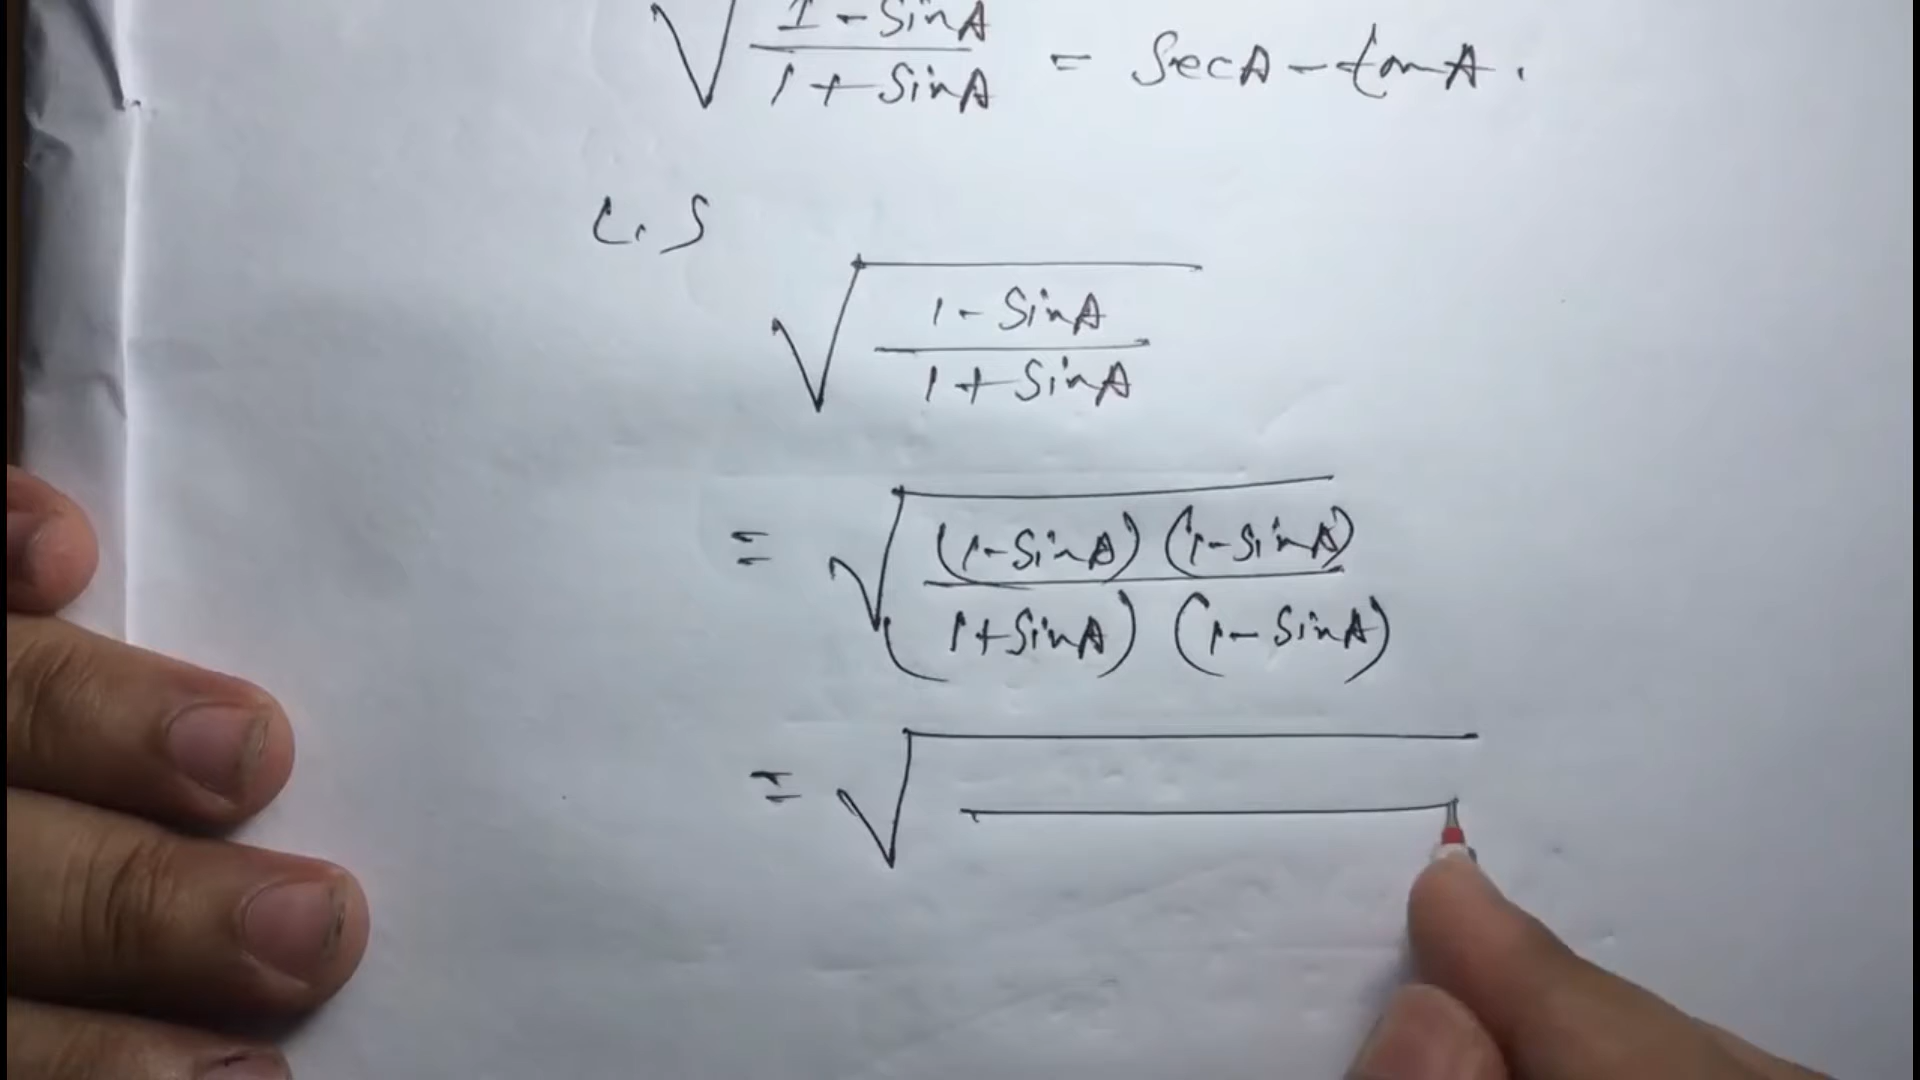 √(1-SinA / 1+SinA) = SecA - tanA.
L.S
√(1-SinA / 1+SinA)
= √((1-SinA) (1-SinA) / (1+SinA) (1-SinA))
= √